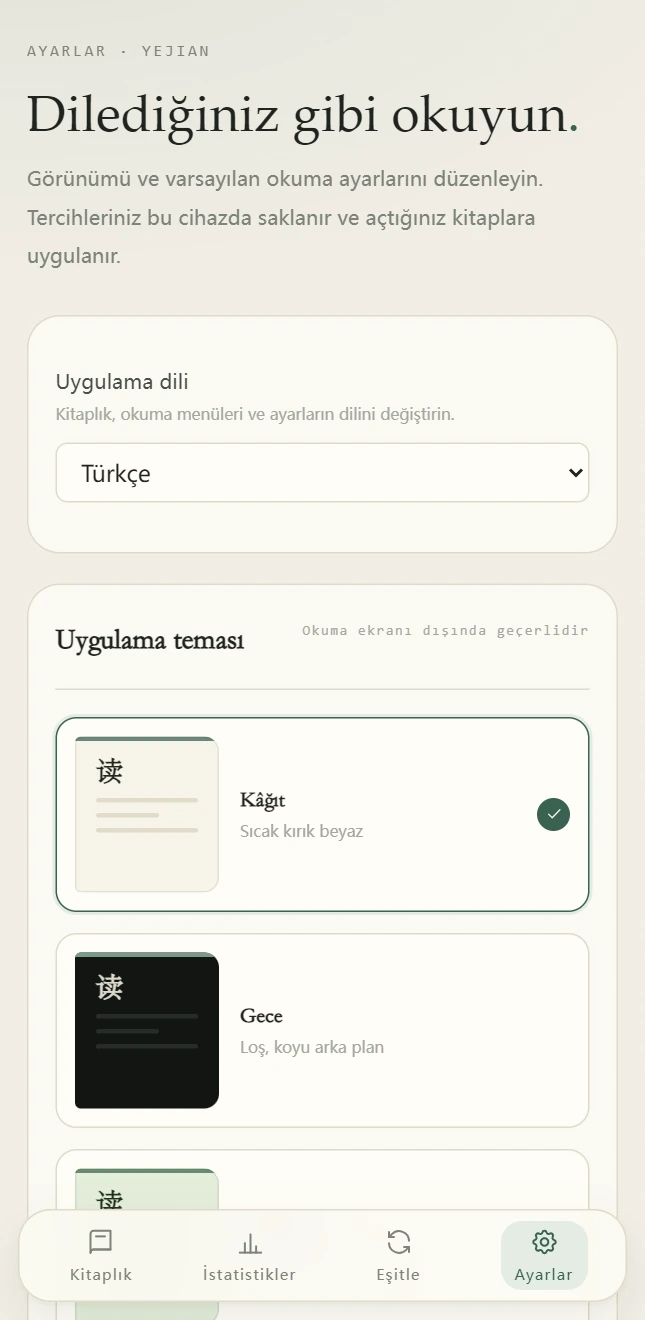 AYARLAR · YEJIAN
Dilediğiniz gibi okuyun.
Görünümü ve varsayılan okuma ayarlarını düzenleyin.
Tercihleriniz bu cihazda saklanır ve açtığınız kitaplara
uygulanır.
Uygulama dili
Kitaplık, okuma menüleri ve ayarların dilini değiştirin.
Türkçe
Uygulama teması
Okuma ekranı dışında geçerlidir
读
Kâğıt
Sıcak kırık beyaz
读
Gece
Loş, koyu arka plan
读
Kitaplık
İstatistikler
Eşitle
Ayarlar